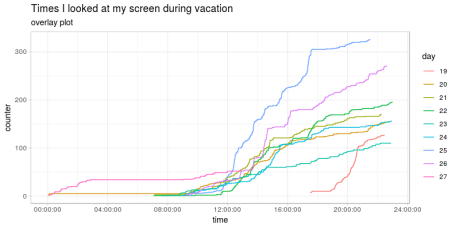 Times I looked at my screen during vacation
overlay plot
counter
300
200
100
0
00:00:00 04:00:00 08:00:00 12:00:00 16:00:00 20:00:00 24:00:00
time
day
19
20
21
22
23
24
25
26
27